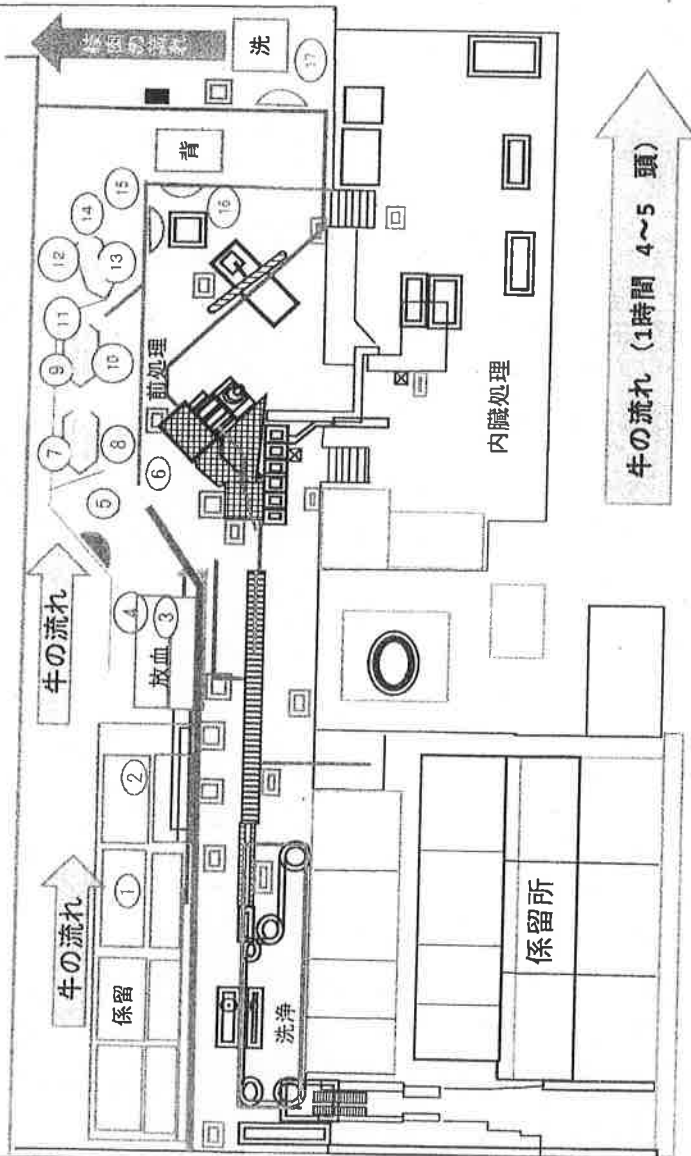 牛の流れ
牛の流れ
係留
①
②
放血
③
④
⑤
⑥
⑦
⑧
⑨
⑩
⑪
⑫
⑬
⑭
⑮
⑯
⑰
前処理
背
洗
洗浄
内臓処理
係留所
牛の流れ (1時間 4〜5 頭)